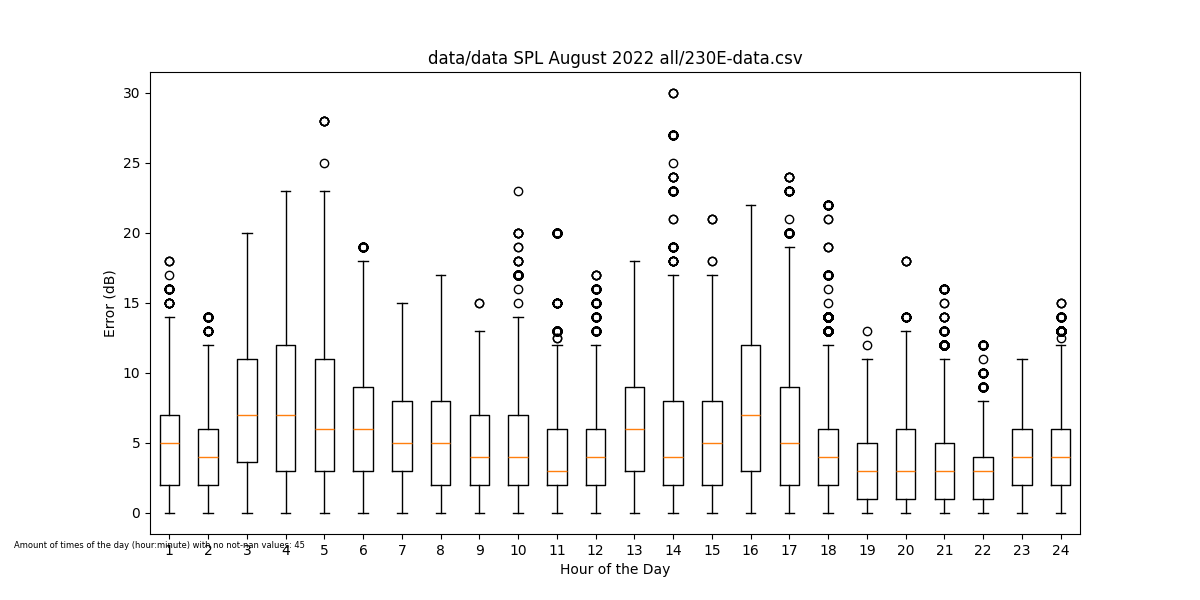 data/data SPL August 2022 all/230E-data.csv
Error (dB)
30
25
20
15
10
5
0
1 2 3 4 5 6 7 8 9 10 11 12 13 14 15 16 17 18 19 20 21 22 23 24
Amount of times of the day (hour:minute) with no not-nan values: 45
Hour of the Day